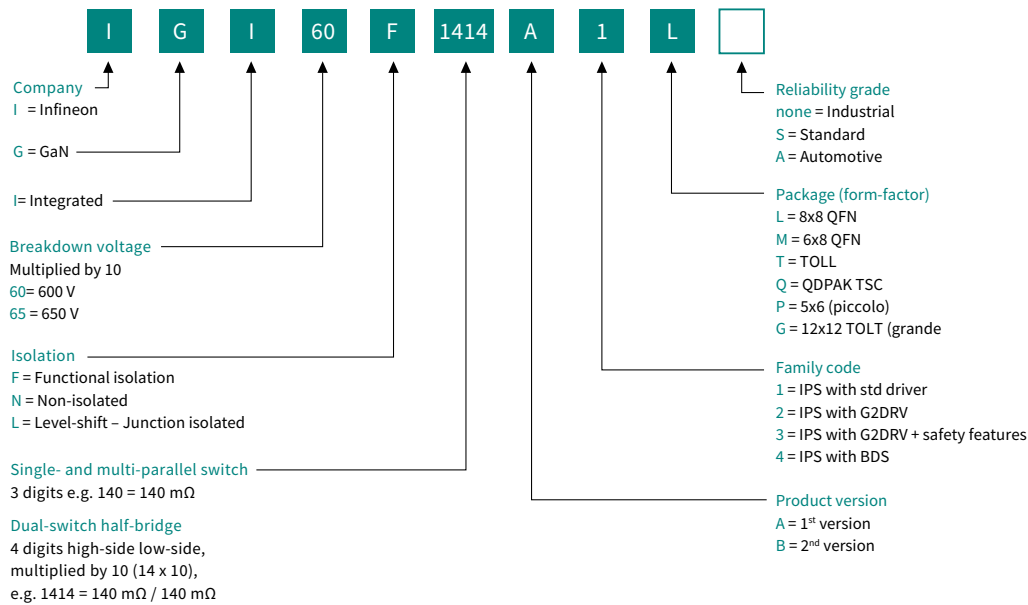 I G I 60 F 1414 A 1 L
Company
I = Infineon
G = GaN
I= Integrated
Breakdown voltage
Multiplied by 10
60= 600 V
65 = 650 V
Isolation
F = Functional isolation
N = Non-isolated
L = Level-shift – Junction isolated
Single- and multi-parallel switch
3 digits e.g. 140 = 140 mΩ
Dual-switch half-bridge
4 digits high-side low-side,
multiplied by 10 (14 x 10),
e.g. 1414 = 140 mΩ / 140 mΩ
Reliability grade
none = Industrial
S = Standard
A = Automotive
Package (form-factor)
L = 8x8 QFN
M = 6x8 QFN
T = TOLL
Q = QDPAK TSC
P = 5x6 (piccolo)
G = 12x12 TOLT (grande
Family code
1 = IPS with std driver
2 = IPS with G2DRV
3 = IPS with G2DRV + safety features
4 = IPS with BDS
Product version
A = 1st version
B = 2nd version